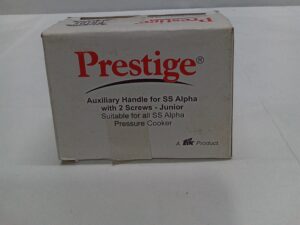 Prestige®
Auxiliary Handle for SS Alpha
with 2 Screws - Junior
Suitable for all SS Alpha
Pressure Cooker
A ttk Product